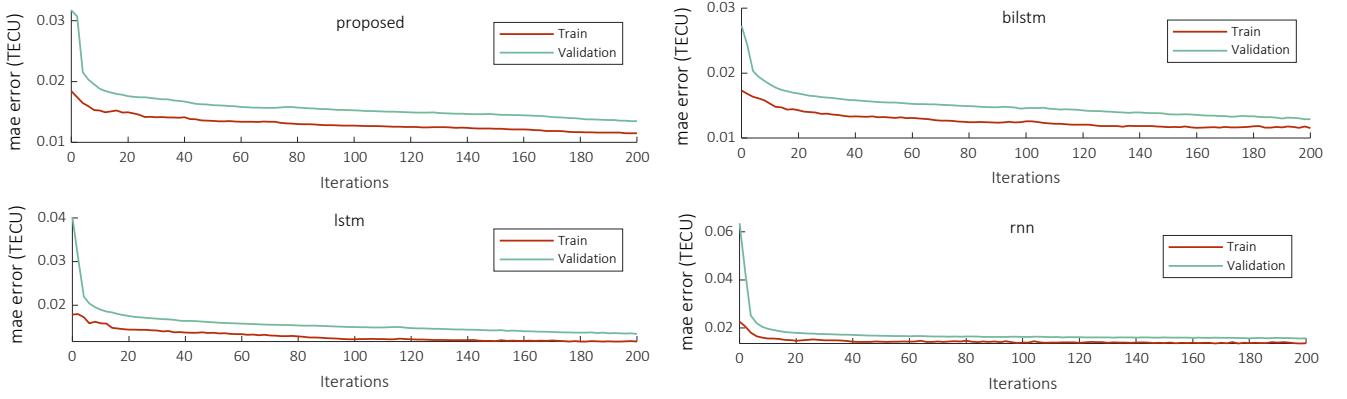 proposed
mae error (TECU)
0.03
0.02
0.01
Train
Validation
0 20 40 60 80 100 120 140 160 180 200
Iterations
bilstm
mae error (TECU)
0.03
0.02
0.01
Train
Validation
0 20 40 60 80 100 120 140 160 180 200
Iterations
lstm
mae error (TECU)
0.04
0.03
0.02
Train
Validation
0 20 40 60 80 100 120 140 160 180 200
Iterations
rnn
mae error (TECU)
0.06
0.04
0.02
Train
Validation
0 20 40 60 80 100 120 140 160 180 200
Iterations